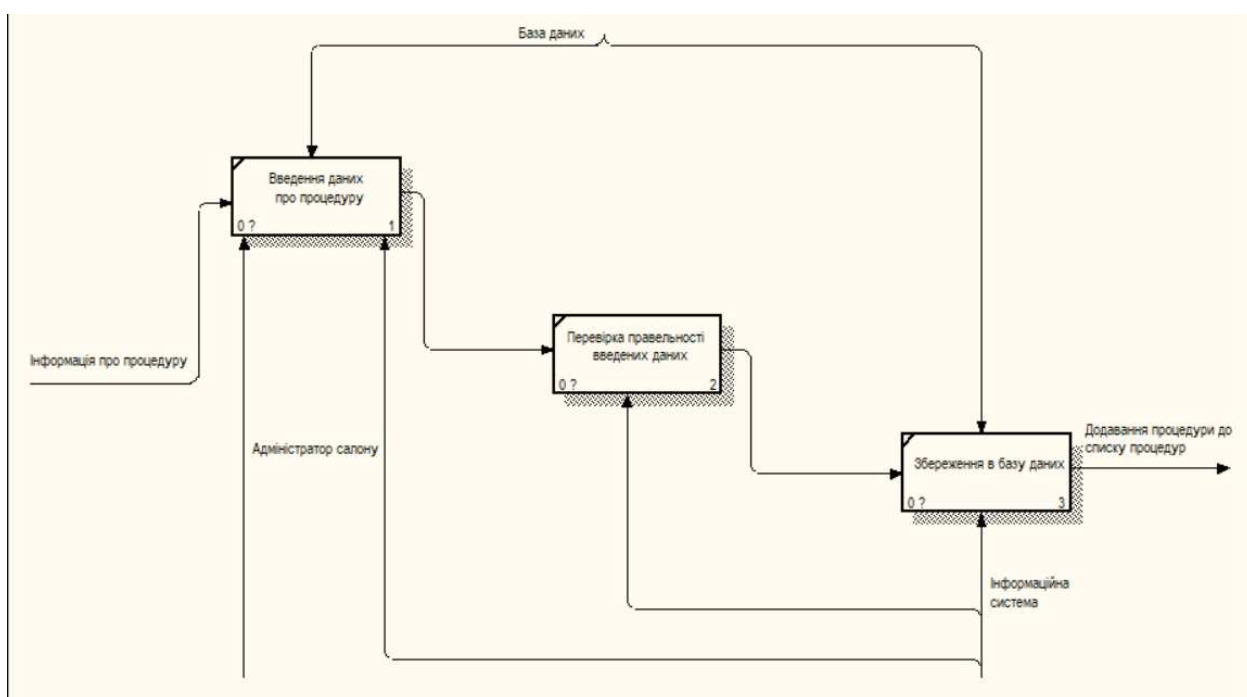 База даних
Введення даних
про процедуру
0 ?
1
Інформація про процедуру
Перевірка правельності
введених даних
0 ?
2
Адміністратор салону
Додавання процедури до
списку процедур
Збереження в базу даних
0 ?
3
Інформаційна
система